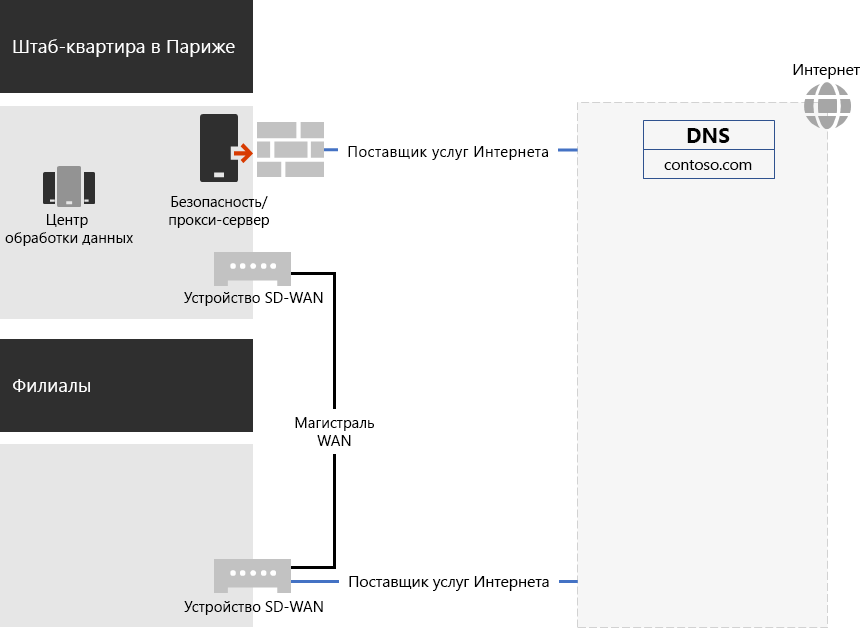 Штаб-квартира в Париже
Интернет
DNS
contoso.com
Поставщик услуг Интернета
Безопасность/
прокси-сервер
Центр
обработки данных
Устройство SD-WAN
Филиалы
Магистраль
WAN
Поставщик услуг Интернета
Устройство SD-WAN